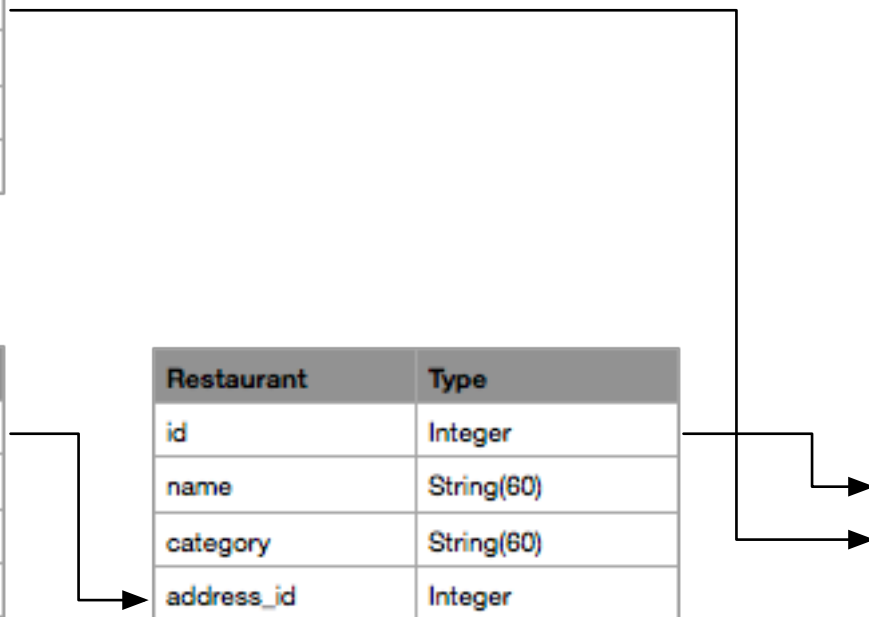 Restaurant Type
id Integer
name String(60)
category String(60)
address_id Integer